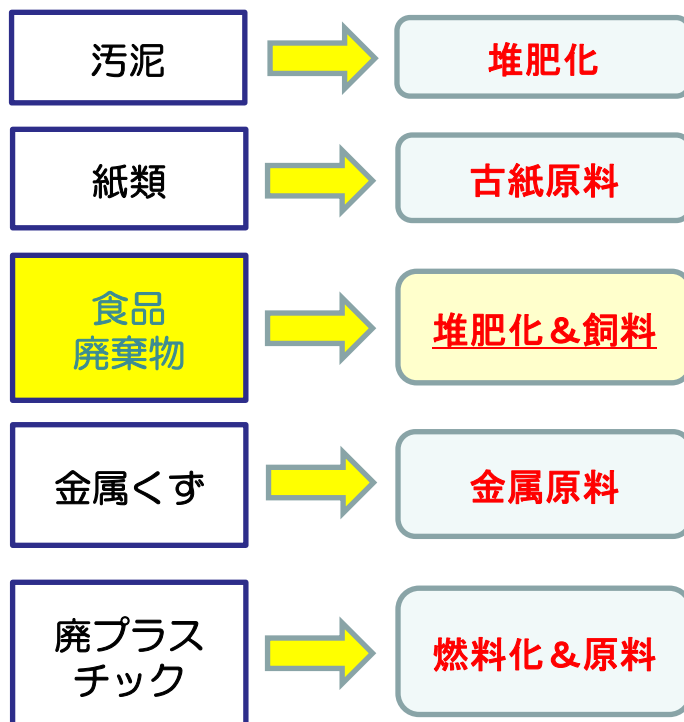 汚泥
堆肥化
紙類
古紙原料
食品
廃棄物
堆肥化＆飼料
金属くず
金属原料
廃プラス
チック
燃料化＆原料